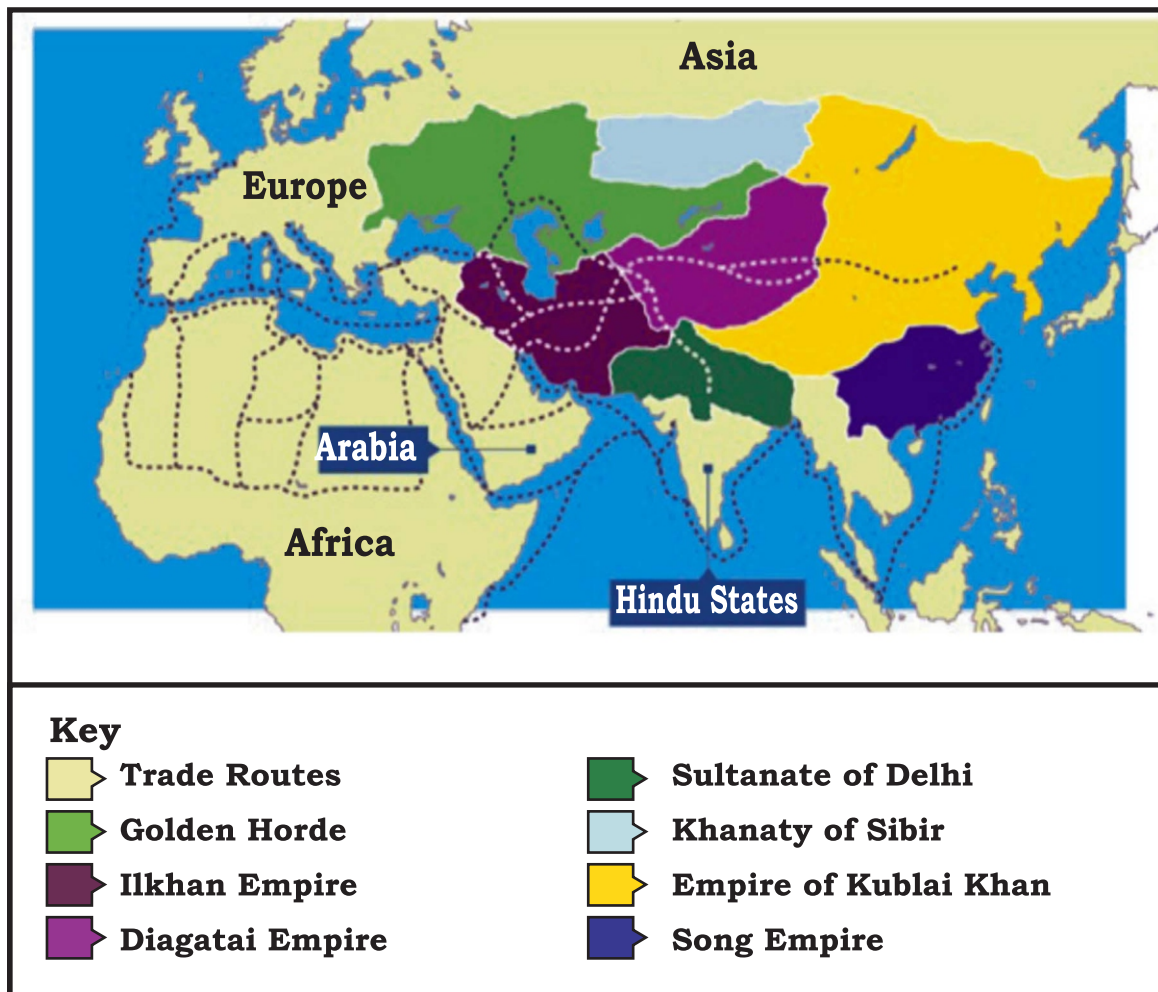 Asia
Europe
Arabia
Africa
Hindu States
Key
Trade Routes
Golden Horde
Ilkhan Empire
Diagatai Empire
Sultanate of Delhi
Khanaty of Sibir
Empire of Kublai Khan
Song Empire